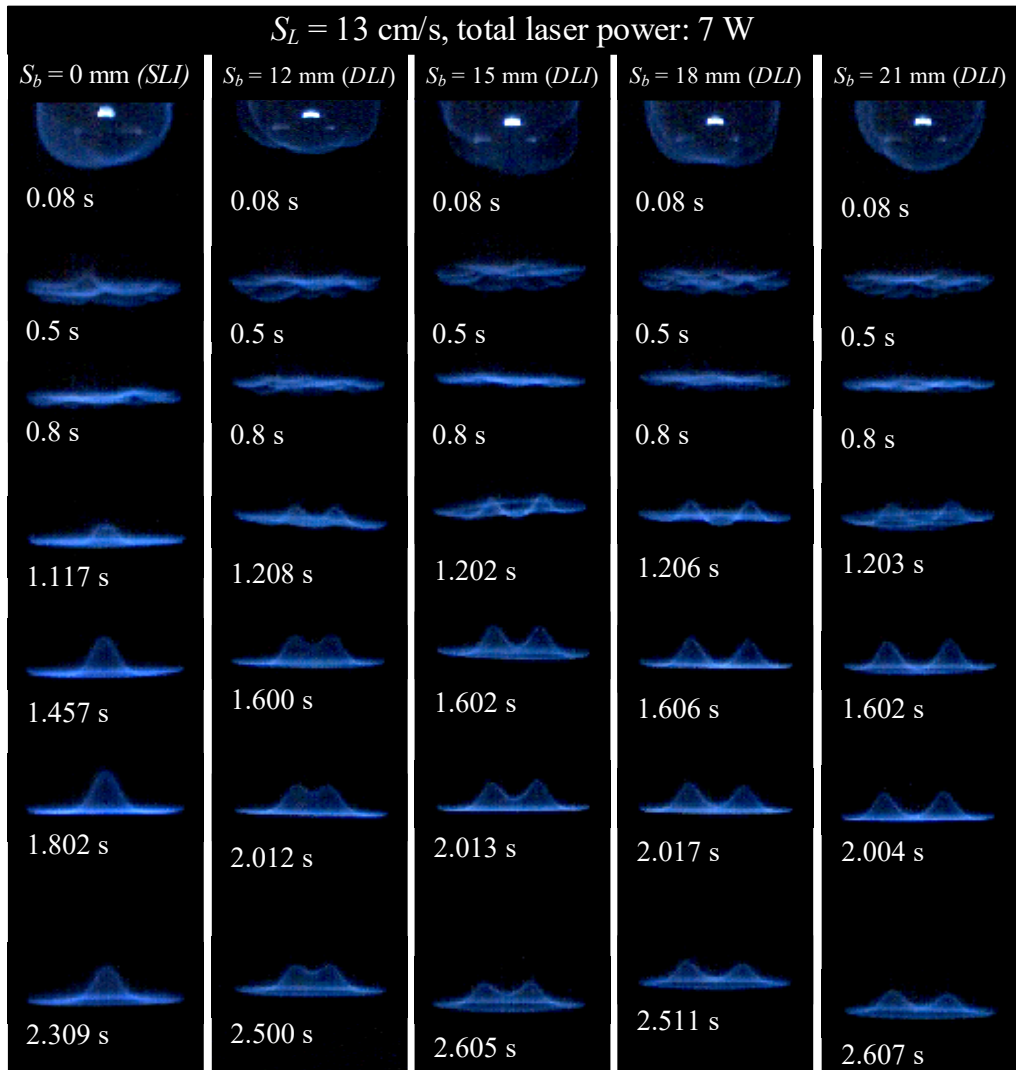 S_L = 13 cm/s, total laser power: 7 W
S_b = 0 mm (SLI) S_b = 12 mm (DLI) S_b = 15 mm (DLI) S_b = 18 mm (DLI) S_b = 21 mm (DLI)
0.08 s 0.08 s 0.08 s 0.08 s 0.08 s
0.5 s 0.5 s 0.5 s 0.5 s 0.5 s
0.8 s 0.8 s 0.8 s 0.8 s 0.8 s
1.117 s 1.208 s 1.202 s 1.206 s 1.203 s
1.457 s 1.600 s 1.602 s 1.606 s 1.602 s
1.802 s 2.012 s 2.013 s 2.017 s 2.004 s
2.309 s 2.500 s 2.605 s 2.511 s 2.607 s